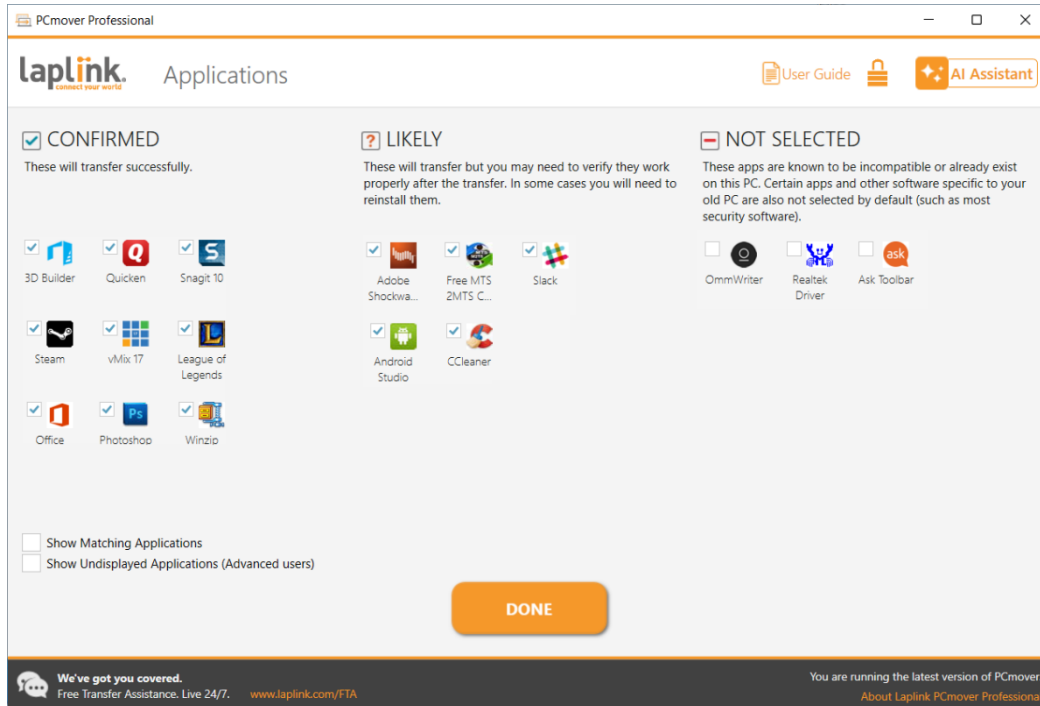 PCmover Professional
laplink.
connect your world
Applications
User Guide
AI Assistant
CONFIRMED
These will transfer successfully.
3D Builder
Quicken
Snagit 10
Steam
vMix 17
League of
Legends
Office
Photoshop
Winzip
? LIKELY
These will transfer but you may need to verify they work
properly after the transfer. In some cases you will need to
reinstall them.
Adobe
Shockwa...
Free MTS
2MTS C...
Slack
Android
Studio
CCleaner
NOT SELECTED
These apps are known to be incompatible or already exist
on this PC. Certain apps and other software specific to your
old PC are also not selected by default (such as most
security software).
OmmWriter
Realtek
Driver
ask
Ask Toolbar
Show Matching Applications
Show Undisplayed Applications (Advanced users)
DONE
We've got you covered.
Free Transfer Assistance. Live 24/7. www.laplink.com/FTA
You are running the latest version of PCmover
About Laplink PCmover Professiona